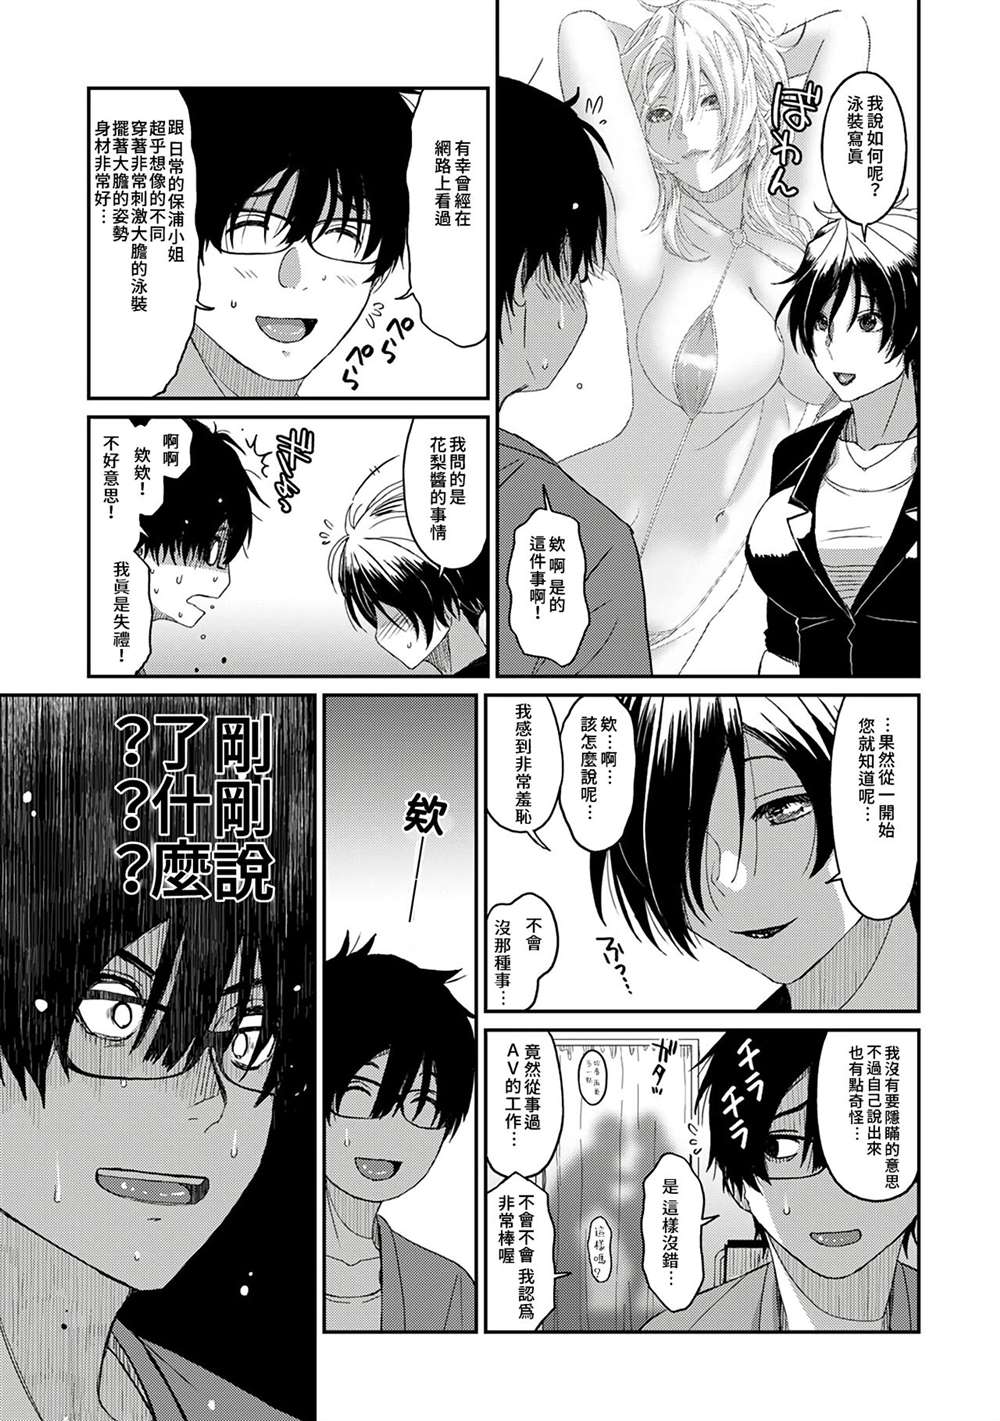 我說如何呢？
泳裝寫眞
ぽわん
欸 啊 是的
這件事啊！
有幸曾經在
網路上看過
跟日常的保浦小姐
超乎想像的不同
穿著非常刺激大膽的泳裝
擺著大膽的姿勢
身材非常好…
我問的是
花梨醬的事情
啊啊
欸欸！
不好意思！
我眞是失禮！
…果然從一開始
您就知道呢…
欸…啊…
該怎麼說呢…
我感到非常羞恥
ふっ…
不會
沒那種事…
我沒有要隱瞞的意思
不過自己說出來
也有點奇怪…
チラ
チラ
是 這樣沒錯…
這樣嗎？
竟然從事過
AV的工作…
不會不會 我認爲
非常棒喔
欸—
剛剛說
了什麼
？？？